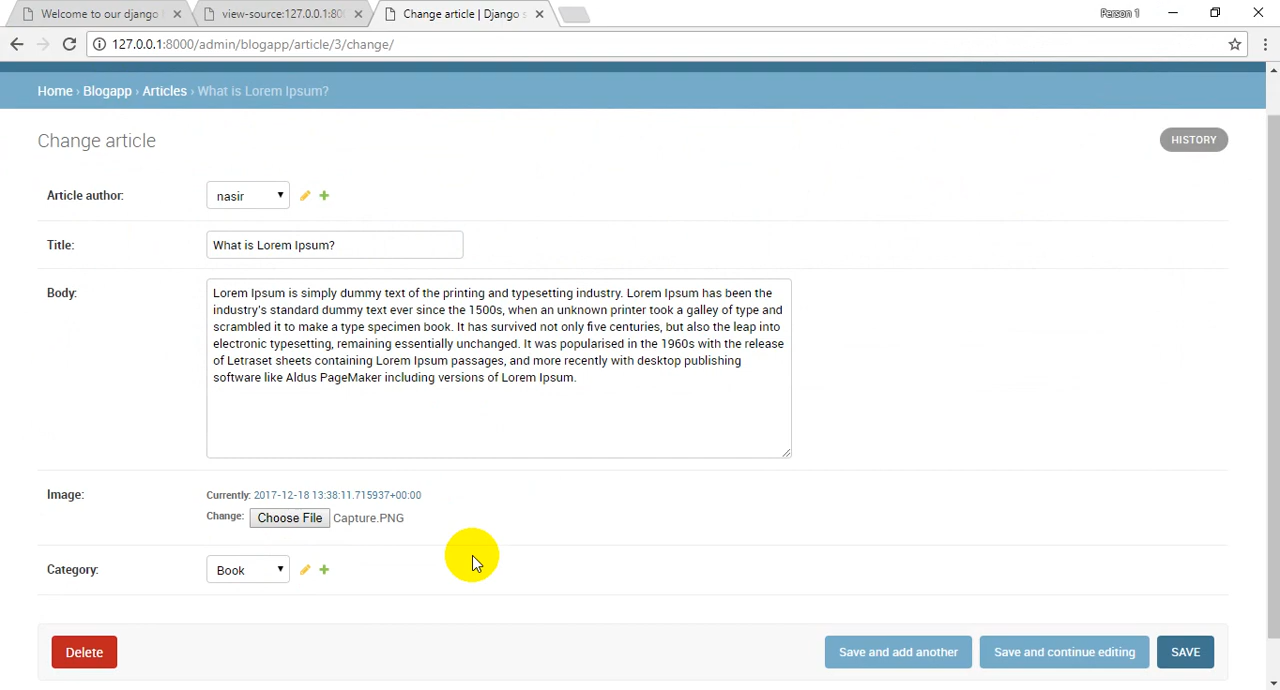 Welcome to our django
view-source:127.0.0.1:80
Change article | Django s
Person 1
127.0.0.1:8000/admin/blogapp/article/3/change/
Home › Blogapp › Articles › What is Lorem Ipsum?
Change article
HISTORY
Article author:
nasir
Title:
What is Lorem Ipsum?
Body:
Lorem Ipsum is simply dummy text of the printing and typesetting industry. Lorem Ipsum has been the
industry's standard dummy text ever since the 1500s, when an unknown printer took a galley of type and
scrambled it to make a type specimen book. It has survived not only five centuries, but also the leap into
electronic typesetting, remaining essentially unchanged. It was popularised in the 1960s with the release
of Letraset sheets containing Lorem Ipsum passages, and more recently with desktop publishing
software like Aldus PageMaker including versions of Lorem Ipsum.
Image:
Currently: 2017-12-18 13:38:11.715937+00:00
Change: Choose File Capture.PNG
Category:
Book
Delete
Save and add another
Save and continue editing
SAVE